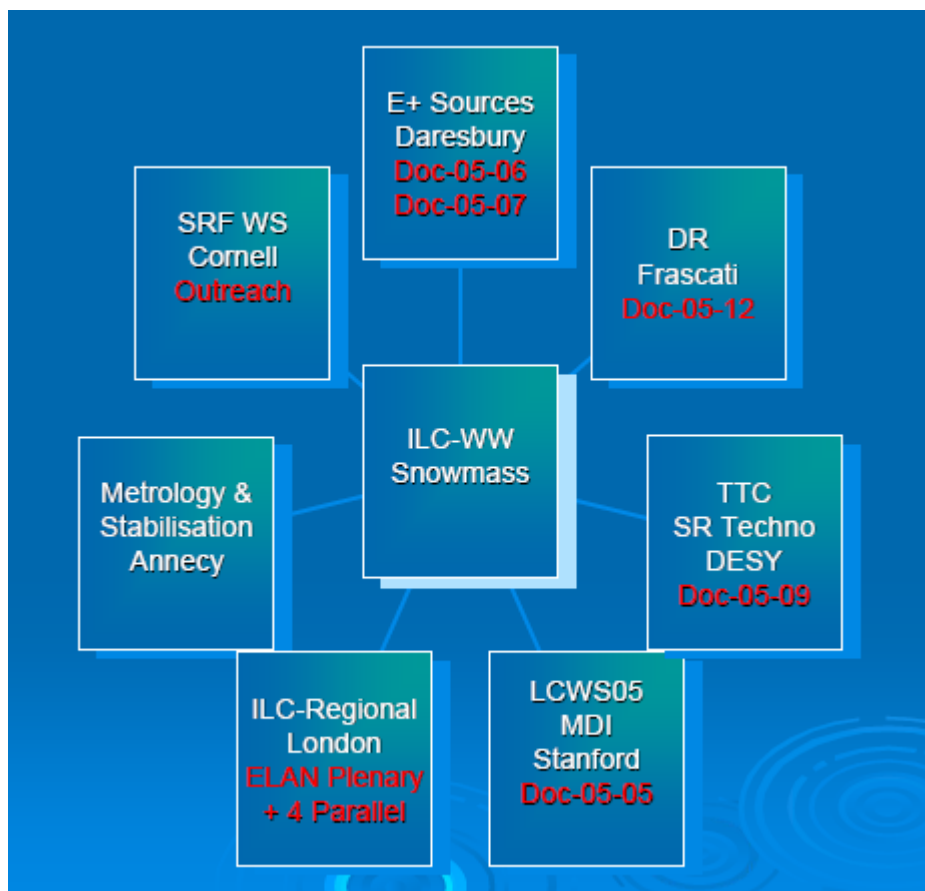 E+ Sources
Daresbury
Doc-05-06
Doc-05-07
SRF WS
Cornell
Outreach
DR
Frascati
Doc-05-12
ILC-WW
Snowmass
Metrology &
Stabilisation
Annecy
TTC
SR Techno
DESY
Doc-05-09
ILC-Regional
London
ELAN Plenary
+ 4 Parallel
LCWS05
MDI
Stanford
Doc-05-05